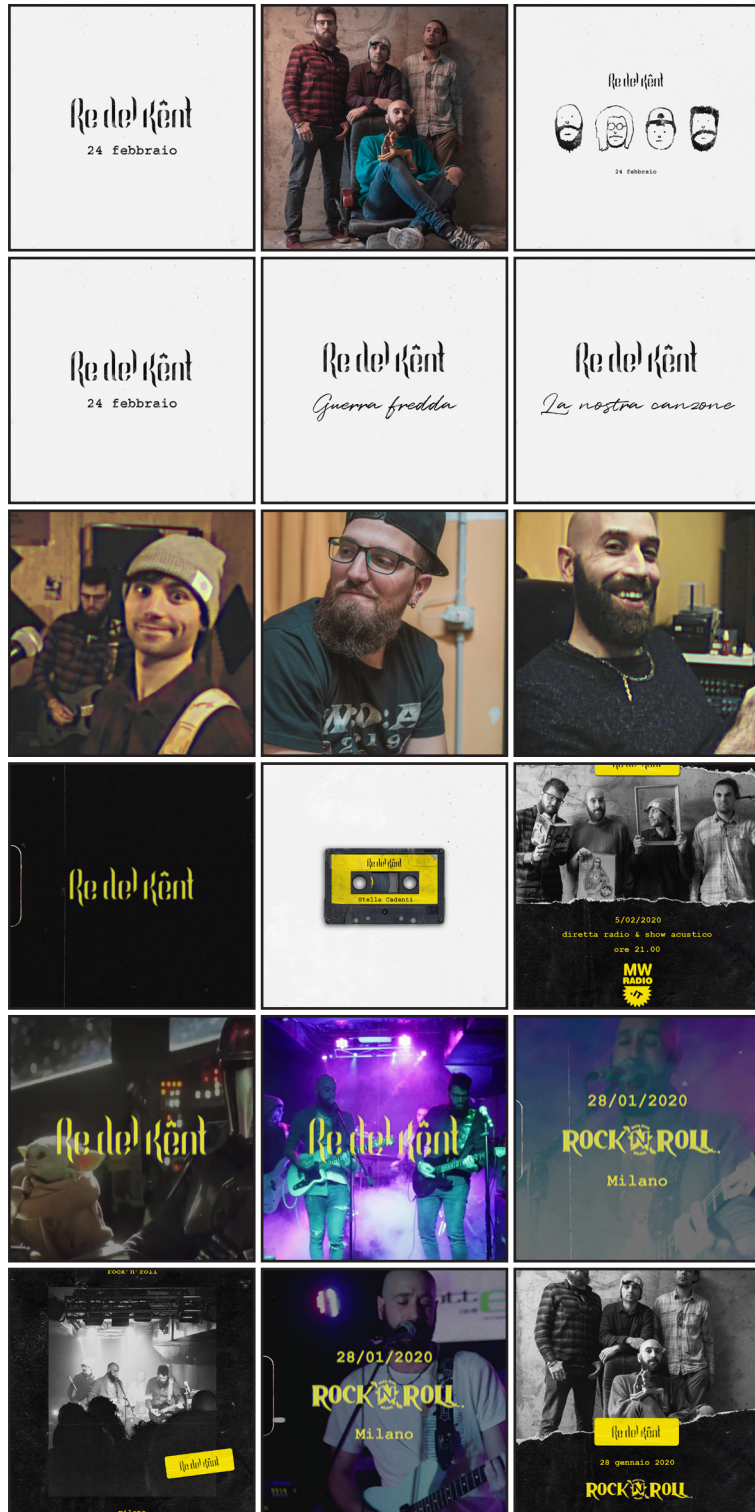 Re del Kênt
24 febbraio
Re del Kênt
24 febbraio
Re del Kênt
24 febbraio
Re del Kênt
Guerra fredda
Re del Kênt
La nostra canzone
Re del Kênt
Re del Kênt
Stelle Cadenti
5/02/2020
diretta radio & show acustico
ore 21.00
MW
RADIO
.IT
Re del Kênt
Re del Kênt
28/01/2020
ROCK'N'ROLL
Milano
rock'n'roll
Re del Kênt
Milano
28/01/2020
ROCK'N'ROLL
Milano
Re del Kênt
28 gennaio 2020
ROCK'N'ROLL